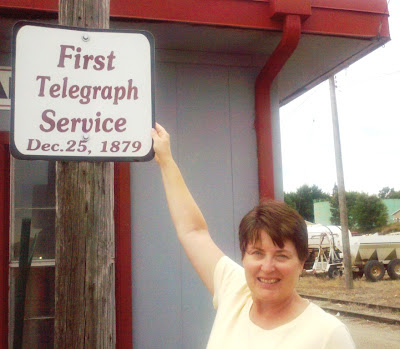 First
Telegraph
Service
Dec.25, 1879